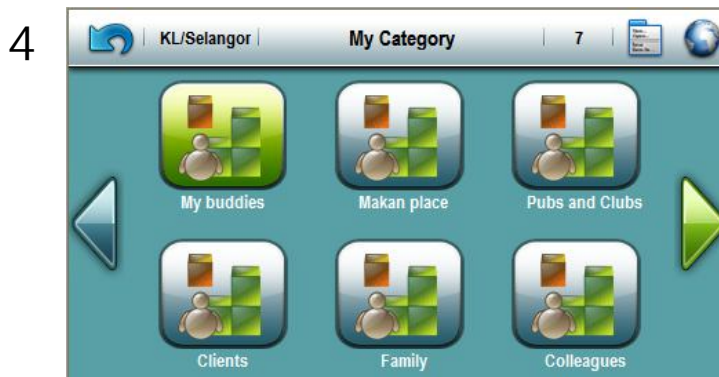 4
KL/Selangor My Category 7
My buddies Makan place Pubs and Clubs
Clients Family Colleagues